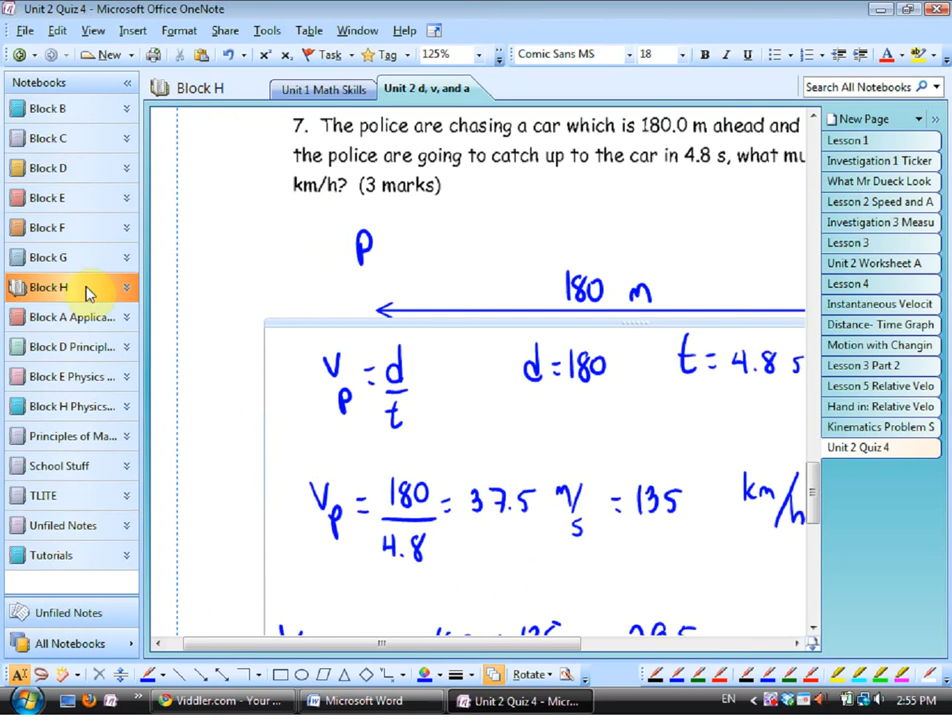 Unit 2 Quiz 4 - Microsoft Office OneNote
File Edit View Insert Format Share Tools Table Window Help
New Task Tag 125% Comic Sans MS 18 B I U
Notebooks
Block H
Unit 1 Math Skills
Unit 2 d, v, and a
Search All Notebooks
Block B
Block C
Block D
Block E
Block F
Block G
Block H
Block A Applica...
Block D Principl...
Block E Physics ...
Block H Physics...
Principles of Ma...
School Stuff
TLITE
Unfiled Notes
Tutorials
Unfiled Notes
All Notebooks
7. The police are chasing a car which is 180.0 m ahead and
the police are going to catch up to the car in 4.8 s, what mu
km/h? (3 marks)
P
180 m
Vp = d/t d = 180 t = 4.8 s
Vp = 180/4.8 = 37.5 m/s = 135 km/h
New Page
Lesson 1
Investigation 1 Ticker
What Mr Dueck Look
Lesson 2 Speed and A
Investigation 3 Measu
Lesson 3
Unit 2 Worksheet A
Lesson 4
Instantaneous Velocit
Distance- Time Graph
Motion with Changin
Lesson 3 Part 2
Lesson 5 Relative Velo
Hand in: Relative Velo
Kinematics Problem S
Unit 2 Quiz 4
Rotate
Viddler.com - Your ...
Microsoft Word
Unit 2 Quiz 4 - Micr...
EN
2:55 PM